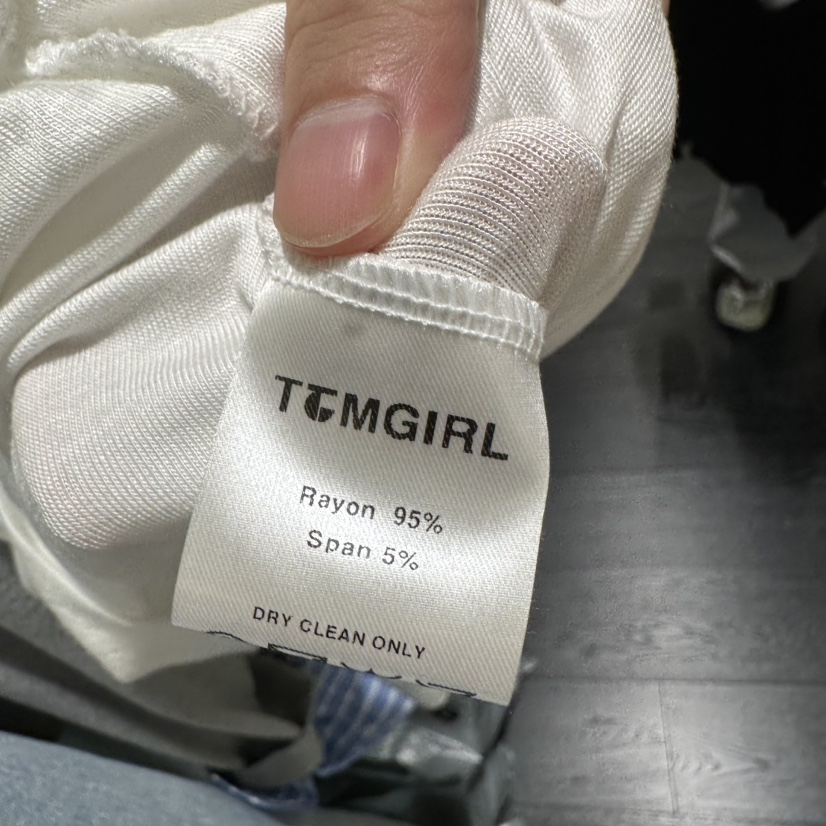 TOMGIRL
Rayon 95%
Span 5%
DRY CLEAN ONLY